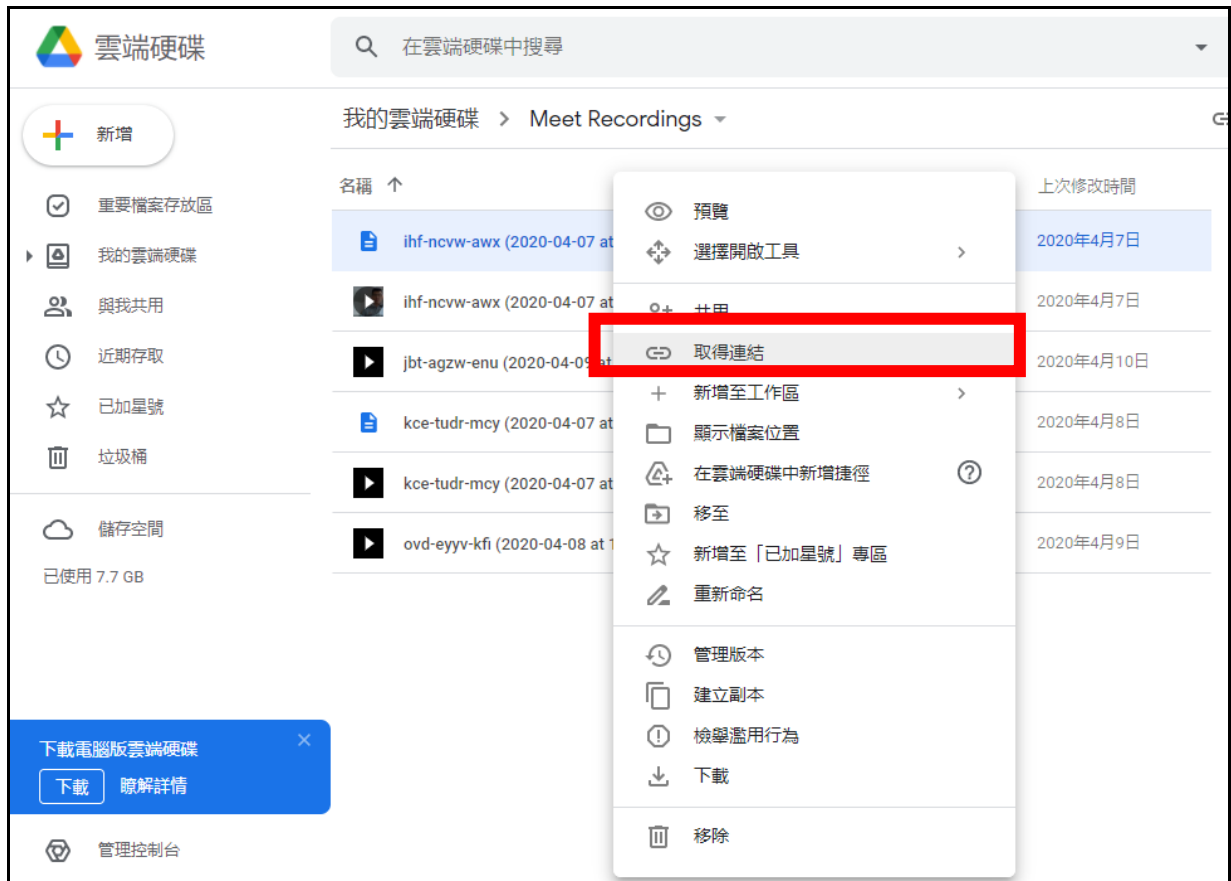 雲端硬碟
在雲端硬碟中搜尋
新增
我的雲端硬碟 > Meet Recordings
重要檔案存放區
我的雲端硬碟
與我共用
近期存取
已加星號
垃圾桶
儲存空間
已使用 7.7 GB
下載電腦版雲端硬碟
下載 瞭解詳情
管理控制台
名稱 上次修改時間
ihf-ncvw-awx (2020-04-07 at 2020年4月7日
ihf-ncvw-awx (2020-04-07 at 2020年4月7日
jbt-agzw-enu (2020-04-09 at 2020年4月10日
kce-tudr-mcy (2020-04-07 at 2020年4月8日
kce-tudr-mcy (2020-04-07 at 2020年4月8日
ovd-eyyv-kfi (2020-04-08 at 1 2020年4月9日
預覽
選擇開啟工具
共用
取得連結
新增至工作區
顯示檔案位置
在雲端硬碟中新增捷徑
移至
新增至「已加星號」專區
重新命名
管理版本
建立副本
檢舉濫用行為
下載
移除